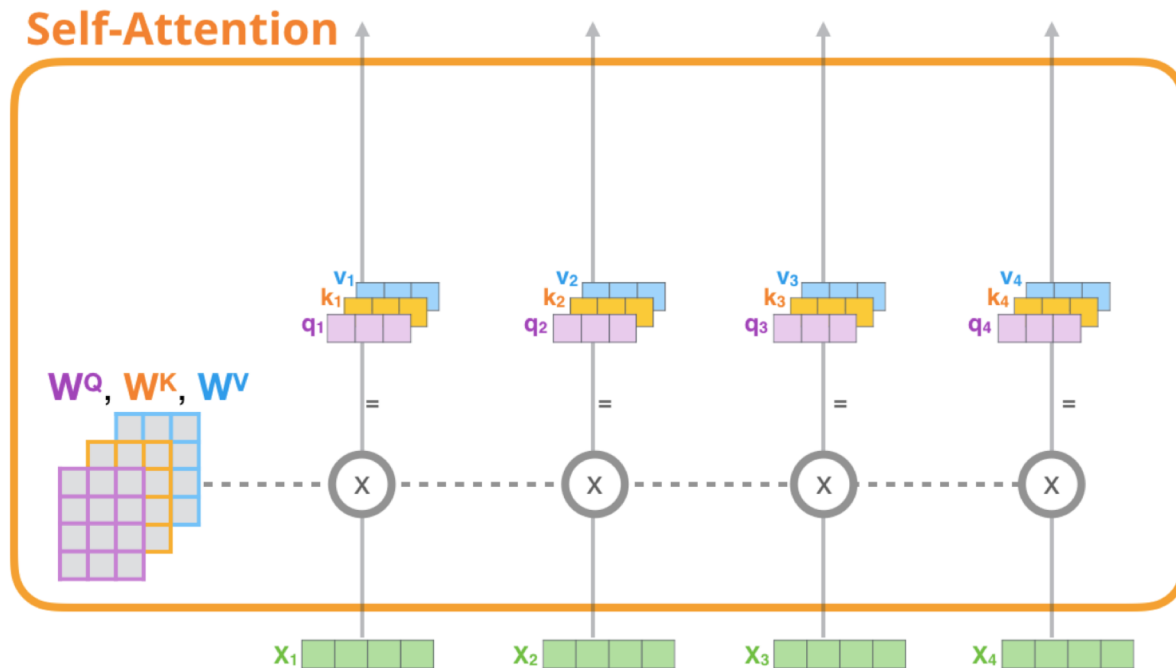 Self-Attention
v1 v2 v3 v4
k1 k2 k3 k4
q1 q2 q3 q4
WQ, WK, WV
= = = =
X X X X
X1 X2 X3 X4